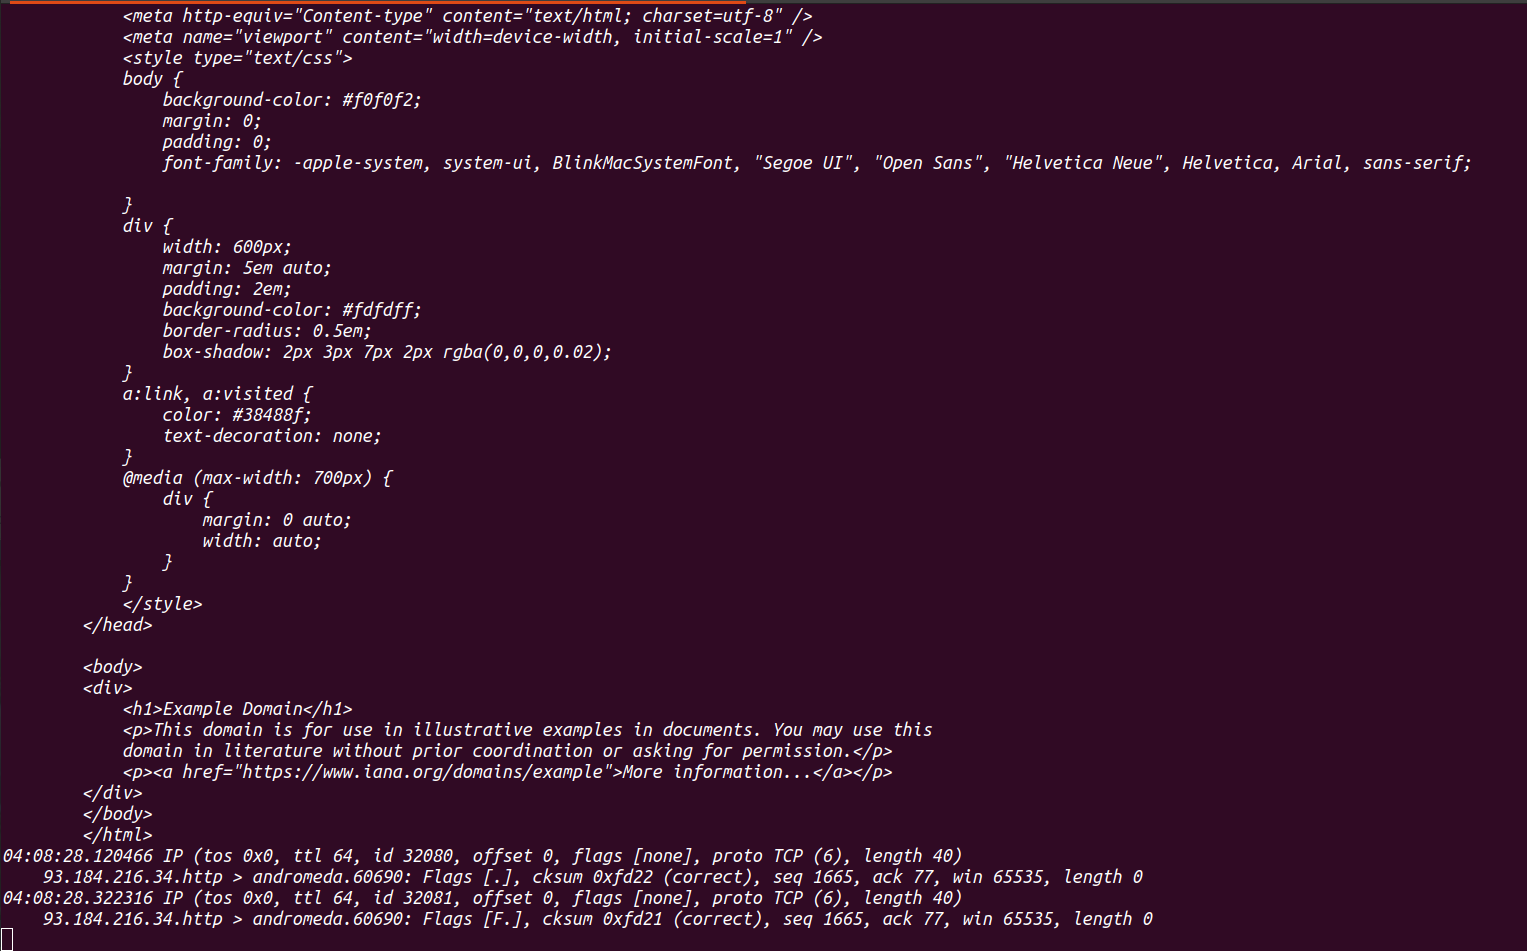 <meta http-equiv="Content-type" content="text/html; charset=utf-8" />
<meta name="viewport" content="width=device-width, initial-scale=1" />
<style type="text/css">
body {
background-color: #f0f0f2;
margin: 0;
padding: 0;
font-family: -apple-system, system-ui, BlinkMacSystemFont, "Segoe UI", "Open Sans", "Helvetica Neue", Helvetica, Arial, sans-serif;
}
div {
width: 600px;
margin: 5em auto;
padding: 2em;
background-color: #fdfdff;
border-radius: 0.5em;
box-shadow: 2px 3px 7px 2px rgba(0,0,0,0.02);
}
a:link, a:visited {
color: #38488f;
text-decoration: none;
}
@media (max-width: 700px) {
div {
margin: 0 auto;
width: auto;
}
}
</style>
</head>
<body>
<div>
<h1>Example Domain</h1>
<p>This domain is for use in illustrative examples in documents. You may use this
domain in literature without prior coordination or asking for permission.</p>
<p><a href="https://www.iana.org/domains/example">More information...</a></p>
</div>
</body>
</html>
04:08:28.120466 IP (tos 0x0, ttl 64, id 32080, offset 0, flags [none], proto TCP (6), length 40)
93.184.216.34.http > andromeda.60690: Flags [.], cksum 0xfd22 (correct), seq 1665, ack 77, win 65535, length 0
04:08:28.322316 IP (tos 0x0, ttl 64, id 32081, offset 0, flags [none], proto TCP (6), length 40)
93.184.216.34.http > andromeda.60690: Flags [F.], cksum 0xfd21 (correct), seq 1665, ack 77, win 65535, length 0